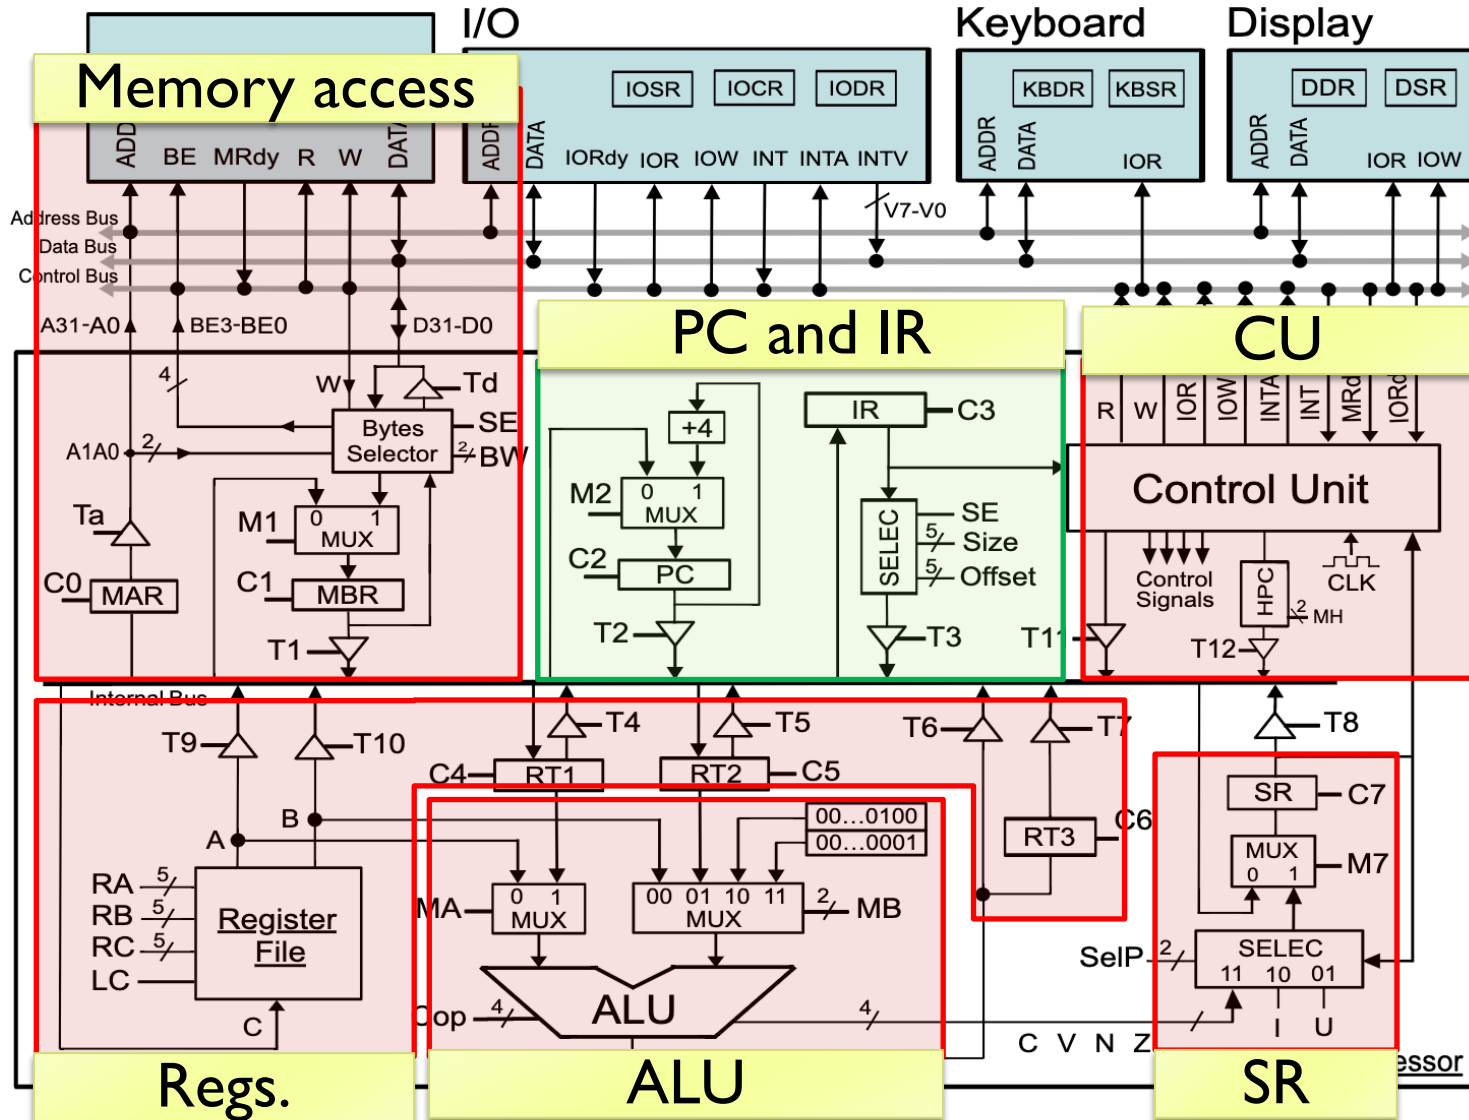 I/O Keyboard Display
Memory access
IOSR IOCR IODR KBDR KBSR DDR DSR
ADD BE MRdy R W DATA ADDR DATA IORdy IOR IOW INT INTA INTV ADDR DATA IOR ADDR DATA IOR IOW
V7-V0
Address Bus
Data Bus
Control Bus
A31-A0 BE3-BE0 D31-D0
PC and IR CU
4 W Td
SE
Bytes
Selector
A1A0 2 2 BW
+4
IR C3
R W IOR IOW INTA INT MRd IORd
Control Unit
Ta
M1 0 1
MUX
M2 0 1
MUX
SELEC
SE
5 Size
5 Offset
C0 MAR C1 MBR
C2 PC
Control
Signals
HPC
CLK
2 MH
T1 T2 T3 T11 T12
Internal Bus
T9 T10 T4 T5 T6 T7 T8
C4 RT1 RT2 C5
SR C7
A B
00...0100
00...0001
RT3 C6
MUX
0 1 M7
RA 5
RB 5
RC 5
LC
Register
File
MA 0 1
MUX
00 01 10 11
MUX
2 MB
SelP 2 SELEC
11 10 01
C
op 4 ALU 4
I U
C V N Z
Regs. ALU SR
essor